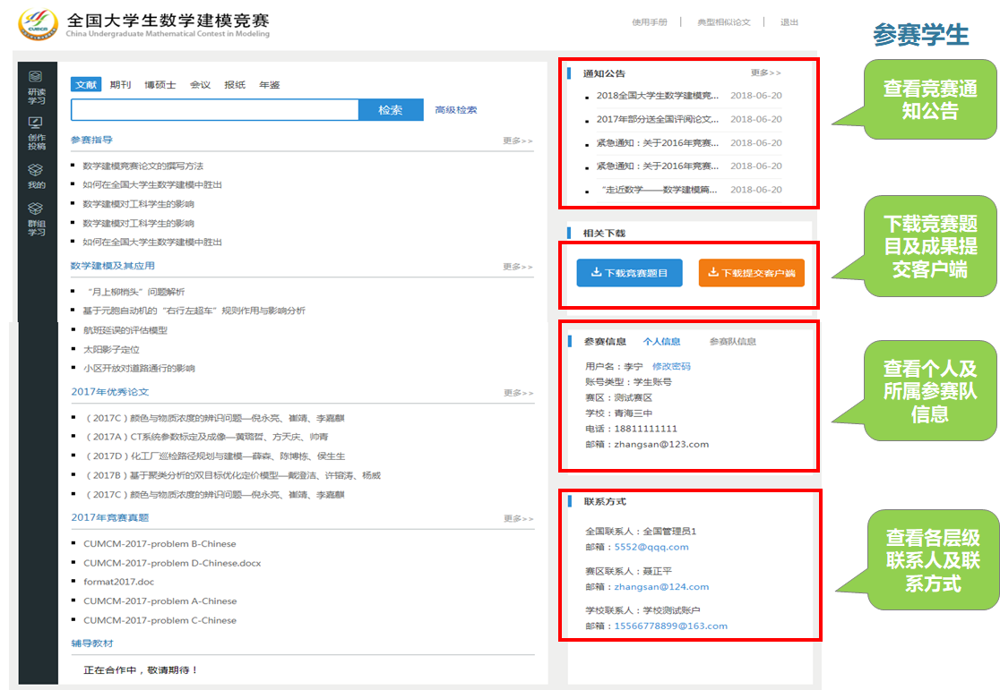 全国大学生数学建模竞赛
China Undergraduate Mathematical Contest in Modeling
CUMCM
使用手册 | 典型相似论文 | 退出
参赛学生
研读
学习
创作
投稿
我的
群组
学习
文献 期刊 博硕士 会议 报纸 年鉴
检索 高级检索
参赛指导 更多>>
数学建模竞赛论文的撰写方法
如何在全国大学生数学建模中胜出
数学建模对工科学生的影响
数学建模对工科学生的影响
如何在全国大学生数学建模中胜出
数学建模及其应用 更多>>
“月上柳梢头”问题解析
基于元胞自动机的“右行左超车”规则作用与影响分析
航班延误的评估模型
太阳影子定位
小区开放对道路通行的影响
2017年优秀论文 更多>>
（2017C）颜色与物质浓度的辨识问题—倪永亮、崔靖、李嘉麒
（2017A）CT系统参数标定及成像—黄璐哲、方天庆、帅青
（2017D）化工厂巡检路径规划与建模—薛森、陈博栋、侯生生
（2017B）基于聚类分析的双目标优化定价模型—戴澄洁、许镕涛、杨威
（2017C）颜色与物质浓度的辨识问题—倪永亮、崔靖、李嘉麒
2017年竞赛真题 更多>>
CUMCM-2017-problem B-Chinese
CUMCM-2017-problem D-Chinese.docx
format2017.doc
CUMCM-2017-problem A-Chinese
CUMCM-2017-problem C-Chinese
辅导教材
正在合作中，敬请期待！
通知公告 更多>>
2018全国大学生数学建模竞... 2018-06-20
2017年部分送全国评阅论文... 2018-06-20
紧急通知：关于2016年竞赛... 2018-06-20
紧急通知：关于2016年竞赛... 2018-06-20
“走近数学——数学建模篇... 2018-06-20
相关下载
下载竞赛题目 下载提交客户端
参赛信息 个人信息 参赛队信息
用户名：李宁 修改密码
账号类型：学生账号
赛区：测试赛区
学校：青海三中
电话：18811111111
邮箱：zhangsan@123.com
联系方式
全国联系人：全国管理员1
邮箱：5552@qqq.com
赛区联系人：聂正平
邮箱：zhangsan@124.com
学校联系人：学校测试账户
邮箱：15566778899@163.com
查看竞赛通
知公告
下载竞赛题
目及成果提
交客户端
查看个人及
所属参赛队
信息
查看各层级
联系人及联
系方式